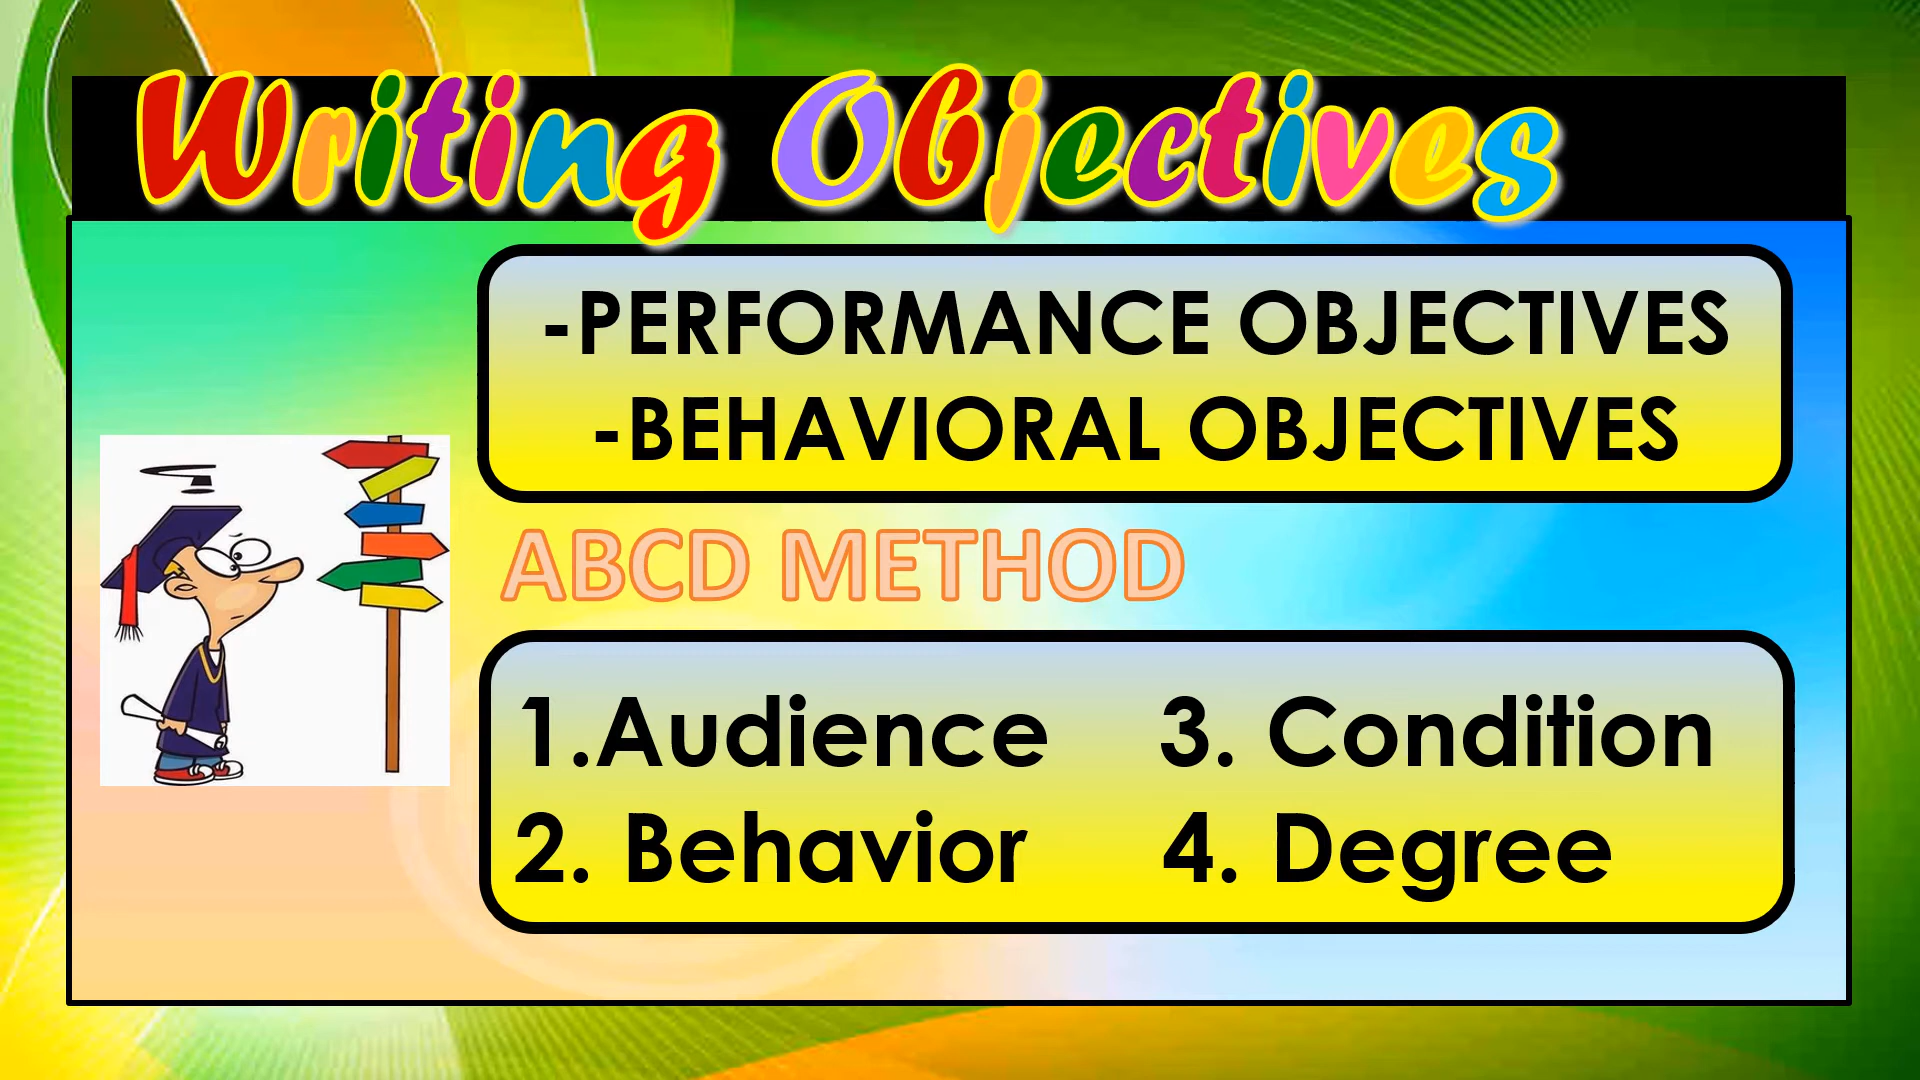 Writing Objectives
-PERFORMANCE OBJECTIVES
-BEHAVIORAL OBJECTIVES
ABCD METHOD
1.Audience 3. Condition
2. Behavior 4. Degree